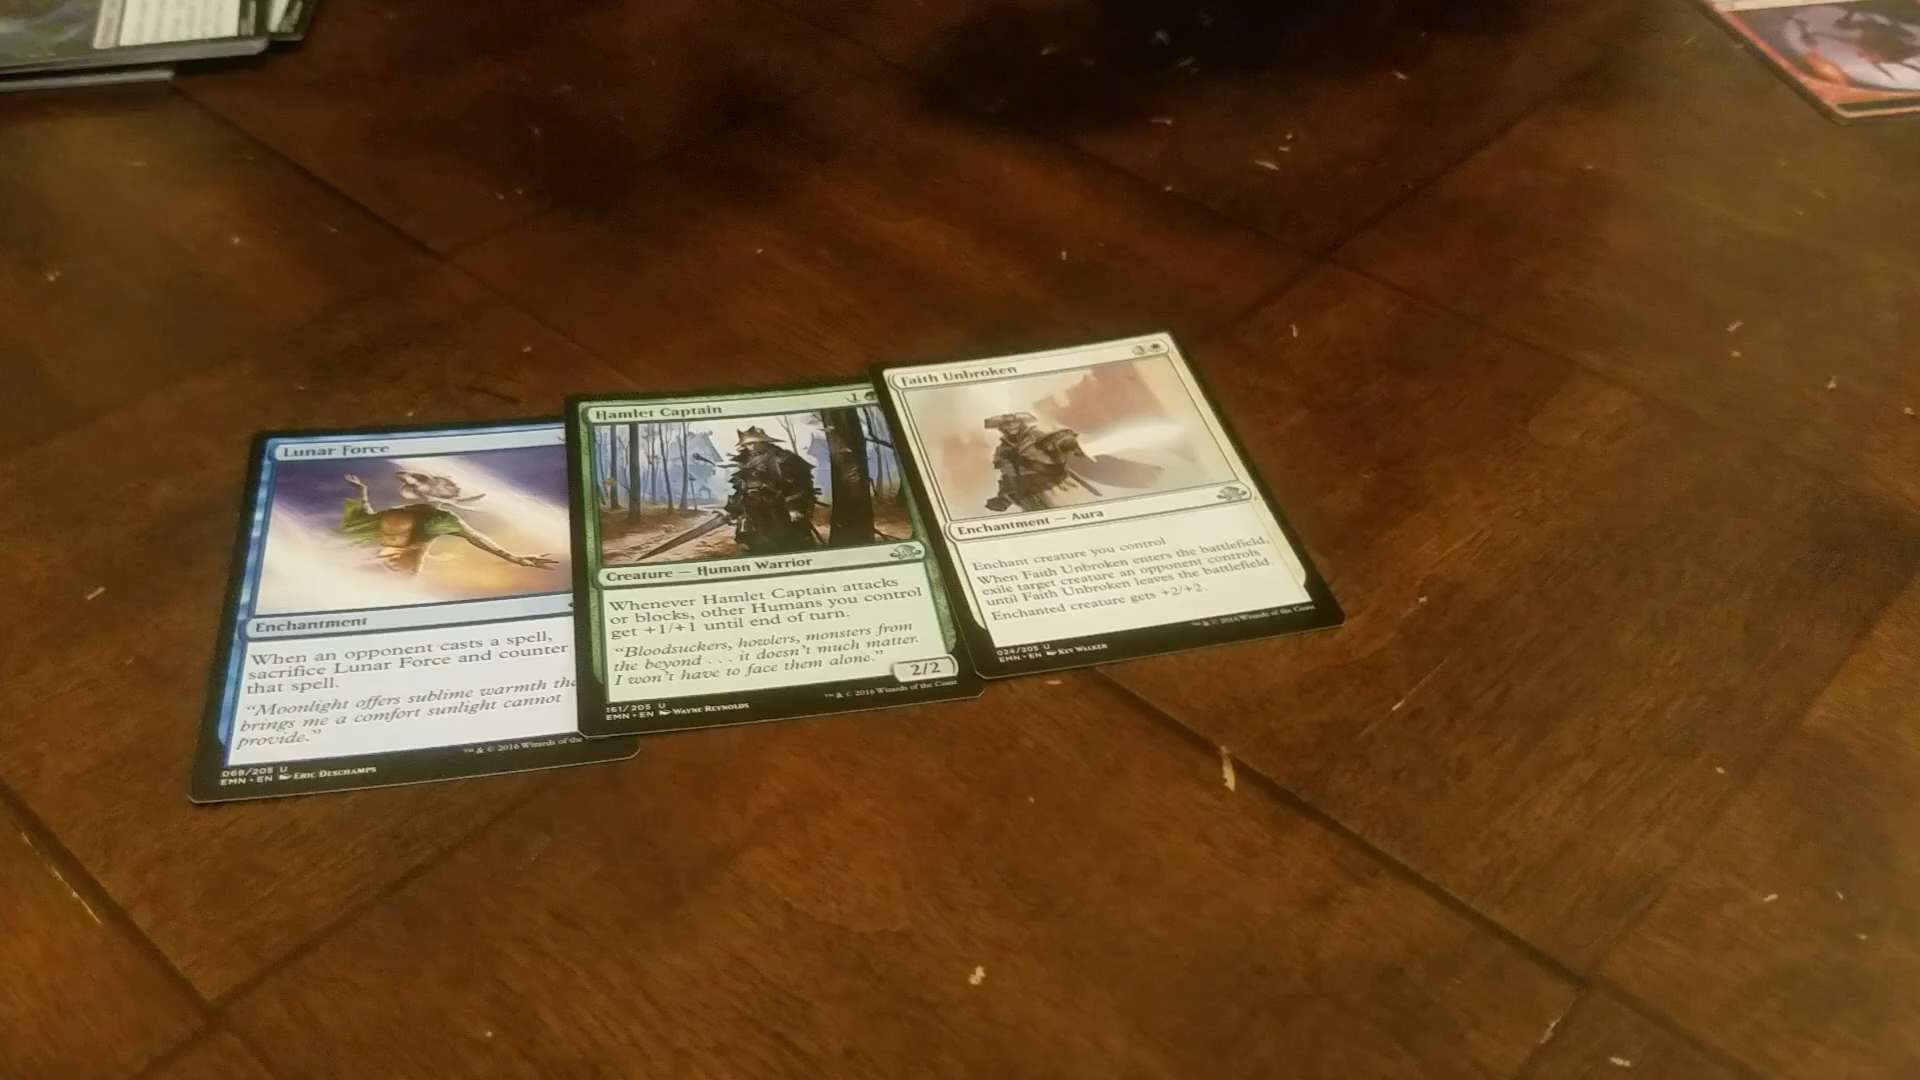 Lunar Force
Enchantment
When an opponent casts a spell,
sacrifice Lunar Force and counter
that spell.
"Moonlight offers sublime warmth tha
brings me a comfort sunlight cannot
provide."
™ & © 2016 Wizards of the
068/205 U
EMN • EN Eric Deschamps
Hamlet Captain
1
Creature — Human Warrior
Whenever Hamlet Captain attacks
or blocks, other Humans you control
get +1/+1 until end of turn.
"Bloodsuckers, howlers, monsters from
the beyond . . . it doesn't much matter.
I won't have to face them alone."
2/2
™ & © 2016 Wizards of the Coast
161/205 U
EMN • EN Wayne Reynolds
Faith Unbroken
3
Enchantment — Aura
Enchant creature you control
When Faith Unbroken enters the battlefield,
exile target creature an opponent controls
until Faith Unbroken leaves the battlefield.
Enchanted creature gets +2/+2.
™ & © 2016 Wizards of the Coast
024/205 U
EMN • EN Kev Walker